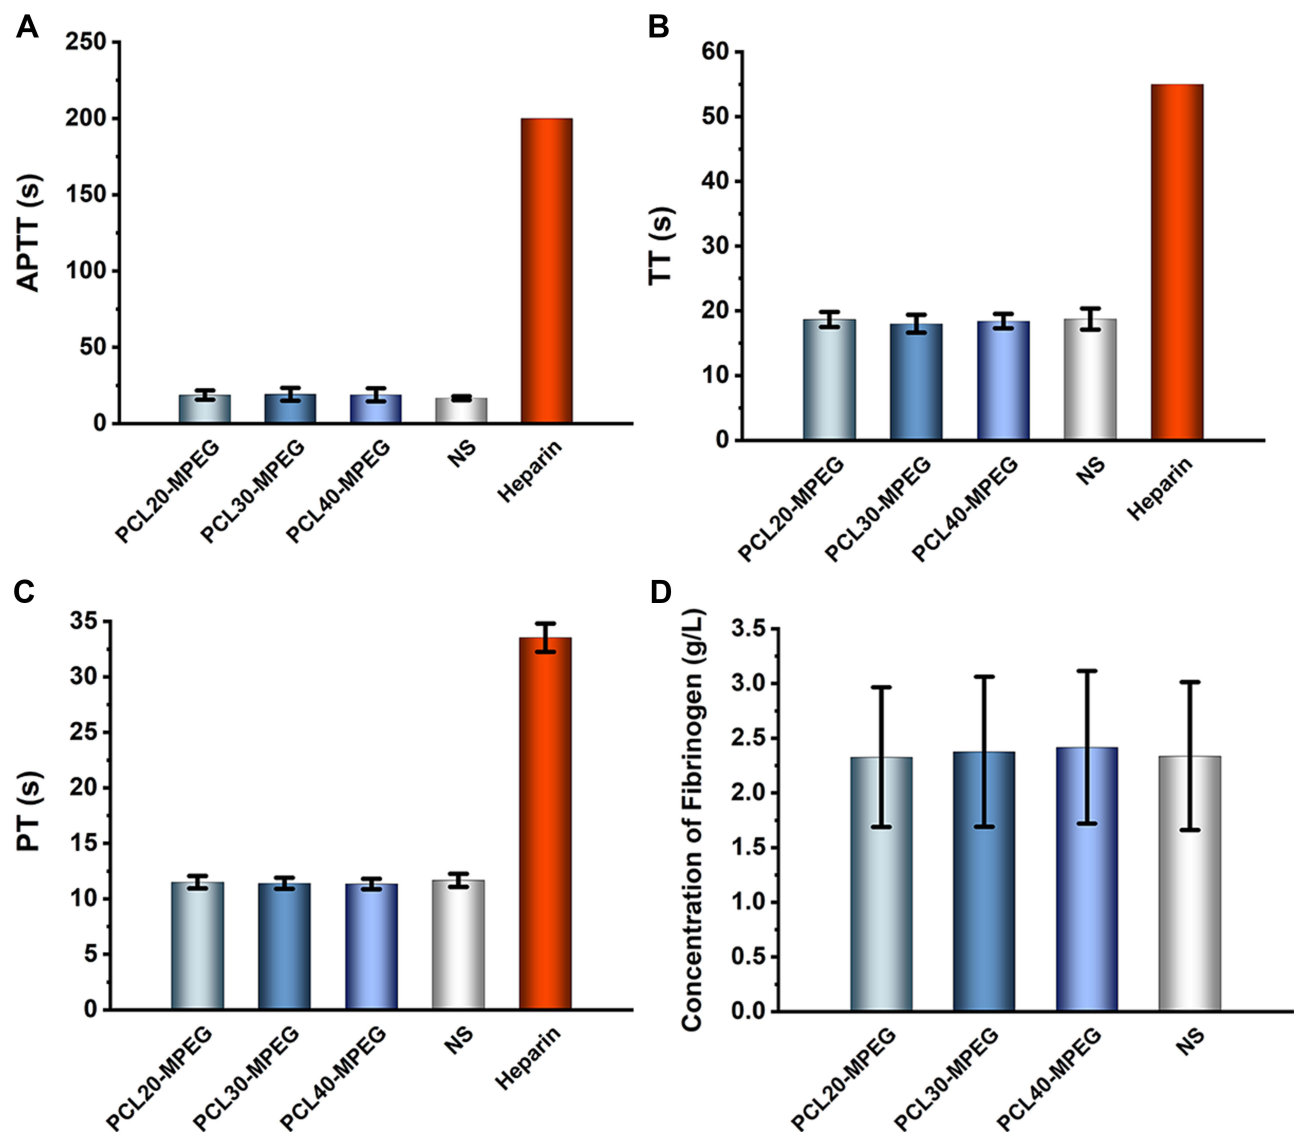 A
250
200
150
100
50
0
APTT (s)
PCL20-MPEG
PCL30-MPEG
PCL40-MPEG
NS
Heparin
B
60
50
40
30
20
10
0
TT (s)
PCL20-MPEG
PCL30-MPEG
PCL40-MPEG
NS
Heparin
C
35
30
25
20
15
10
5
0
PT (s)
PCL20-MPEG
PCL30-MPEG
PCL40-MPEG
NS
Heparin
D
3.5
3.0
2.5
2.0
1.5
1.0
0.5
0.0
Concentration of Fibrinogen (g/L)
PCL20-MPEG
PCL30-MPEG
PCL40-MPEG
NS